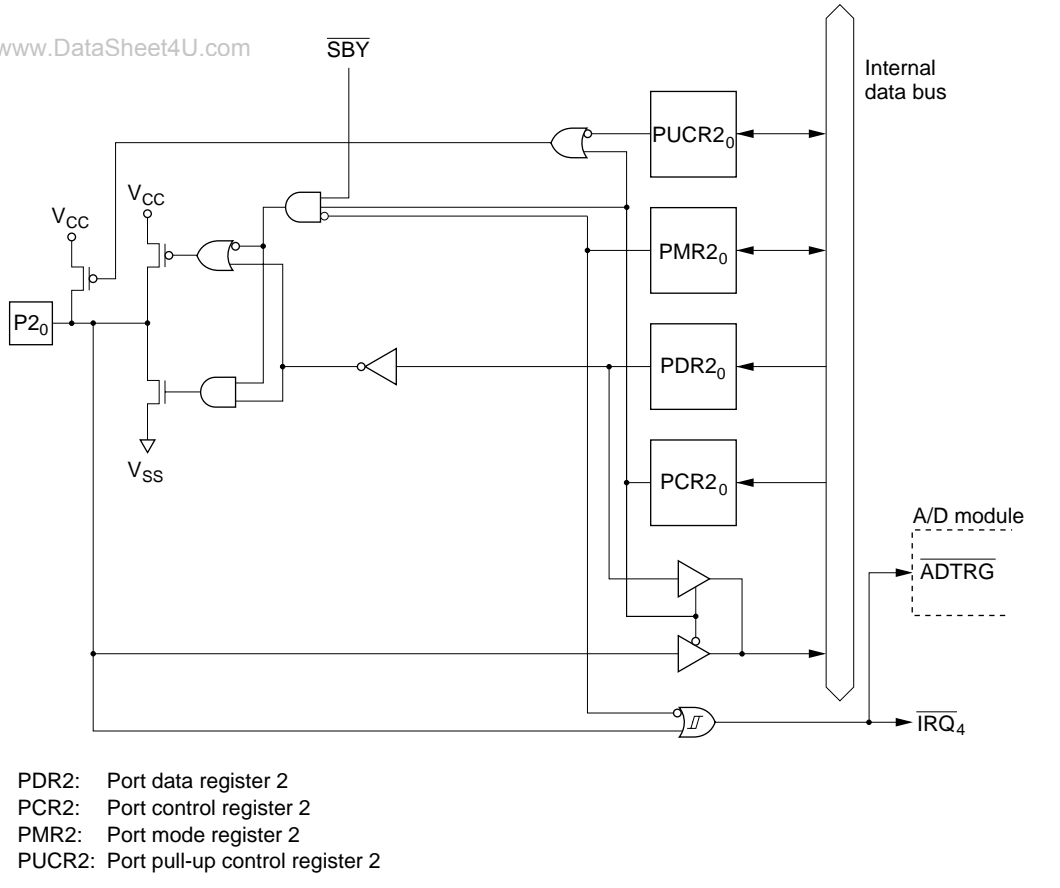 www.DataSheet4U.com
SBY
Internal
data bus
PUCR2₀
V_CC
V_CC
PMR2₀
P2₀
PDR2₀
V_SS
PCR2₀
A/D module
ADTRG
IRQ₄
PDR2: Port data register 2
PCR2: Port control register 2
PMR2: Port mode register 2
PUCR2: Port pull-up control register 2